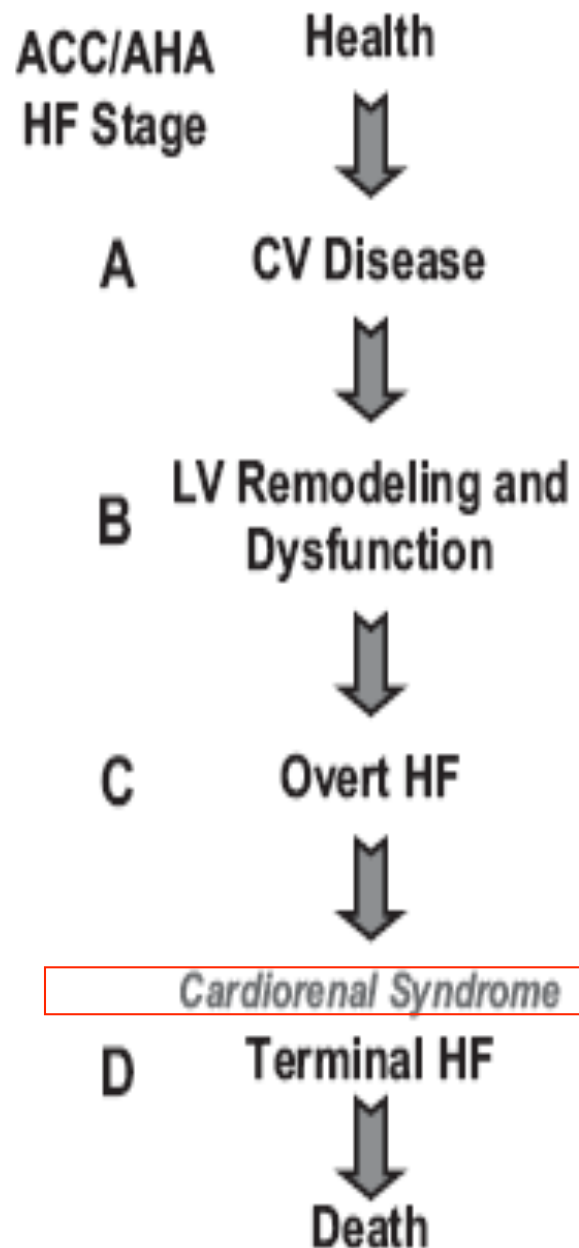 ACC/AHA
HF Stage
Health
A
CV Disease
B
LV Remodeling and
Dysfunction
C
Overt HF
Cardiorenal Syndrome
D
Terminal HF
Death